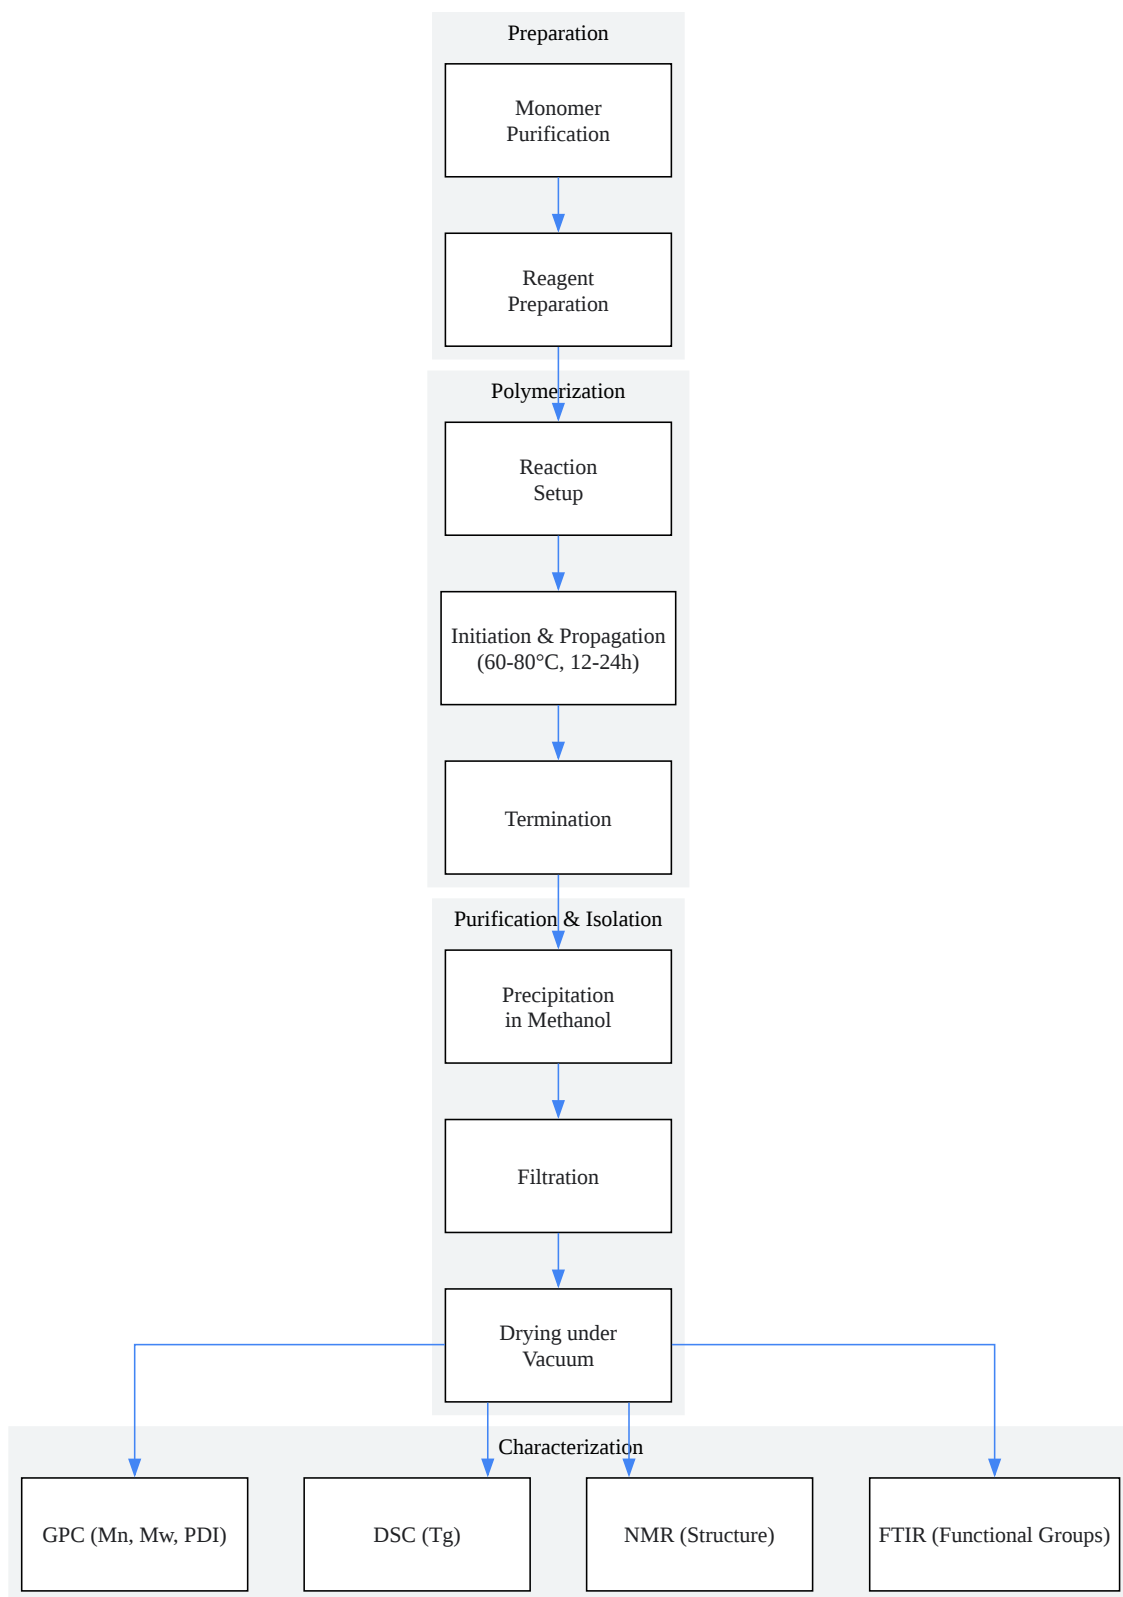 Preparation
Monomer
Purification
Reagent
Preparation
Polymerization
Reaction
Setup
Initiation & Propagation
(60-80°C, 12-24h)
Termination
Purification & Isolation
Precipitation
in Methanol
Filtration
Drying under
Vacuum
Characterization
GPC (Mn, Mw, PDI)
DSC (Tg)
NMR (Structure)
FTIR (Functional Groups)